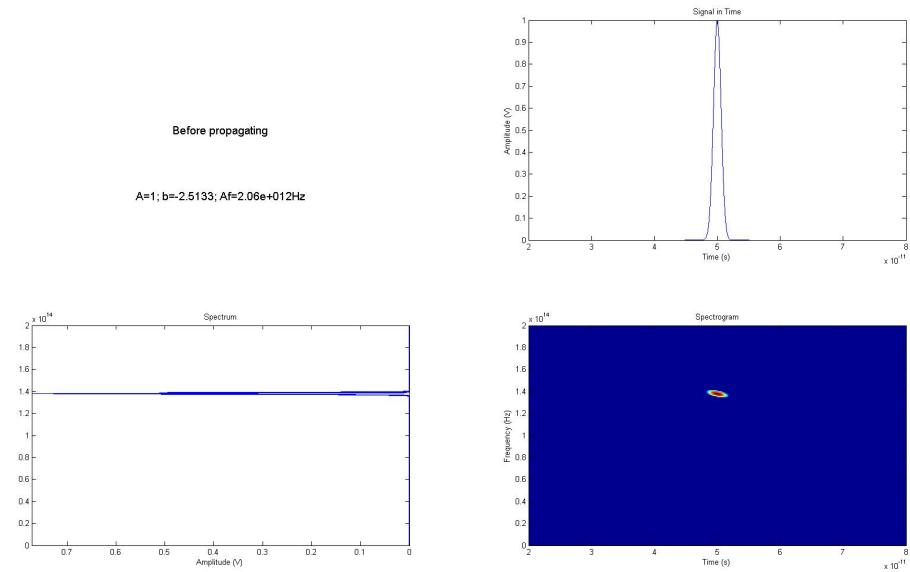 Before propagating
A=1; b=-2.5133; Af=2.06e+012Hz
Signal in Time
Amplitude (V)
1
0.9
0.8
0.7
0.6
0.5
0.4
0.3
0.2
0.1
0
2 3 4 5 6 7 8
Time (s)
x 10^-11
Spectrum
x 10^14
2
1.8
1.6
1.4
1.2
1
0.8
0.6
0.4
0.2
0
0.7 0.6 0.5 0.4 0.3 0.2 0.1 0
Amplitude (V)
Spectrogram
x 10^14
Frequency (Hz)
2
1.8
1.6
1.4
1.2
1
0.8
0.6
0.4
0.2
0
2 3 4 5 6 7 8
Time (s)
x 10^-11